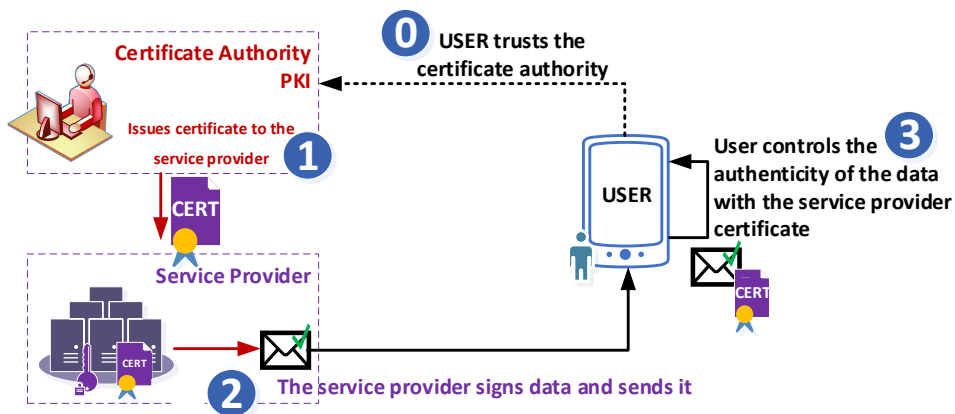 Certificate Authority
PKI
Issues certificate to the
service provider
1
CERT
0
USER trusts the
certificate authority
USER
3
User controls the
authenticity of the data
with the service provider
certificate
CERT
Service Provider
CERT
2
The service provider signs data and sends it